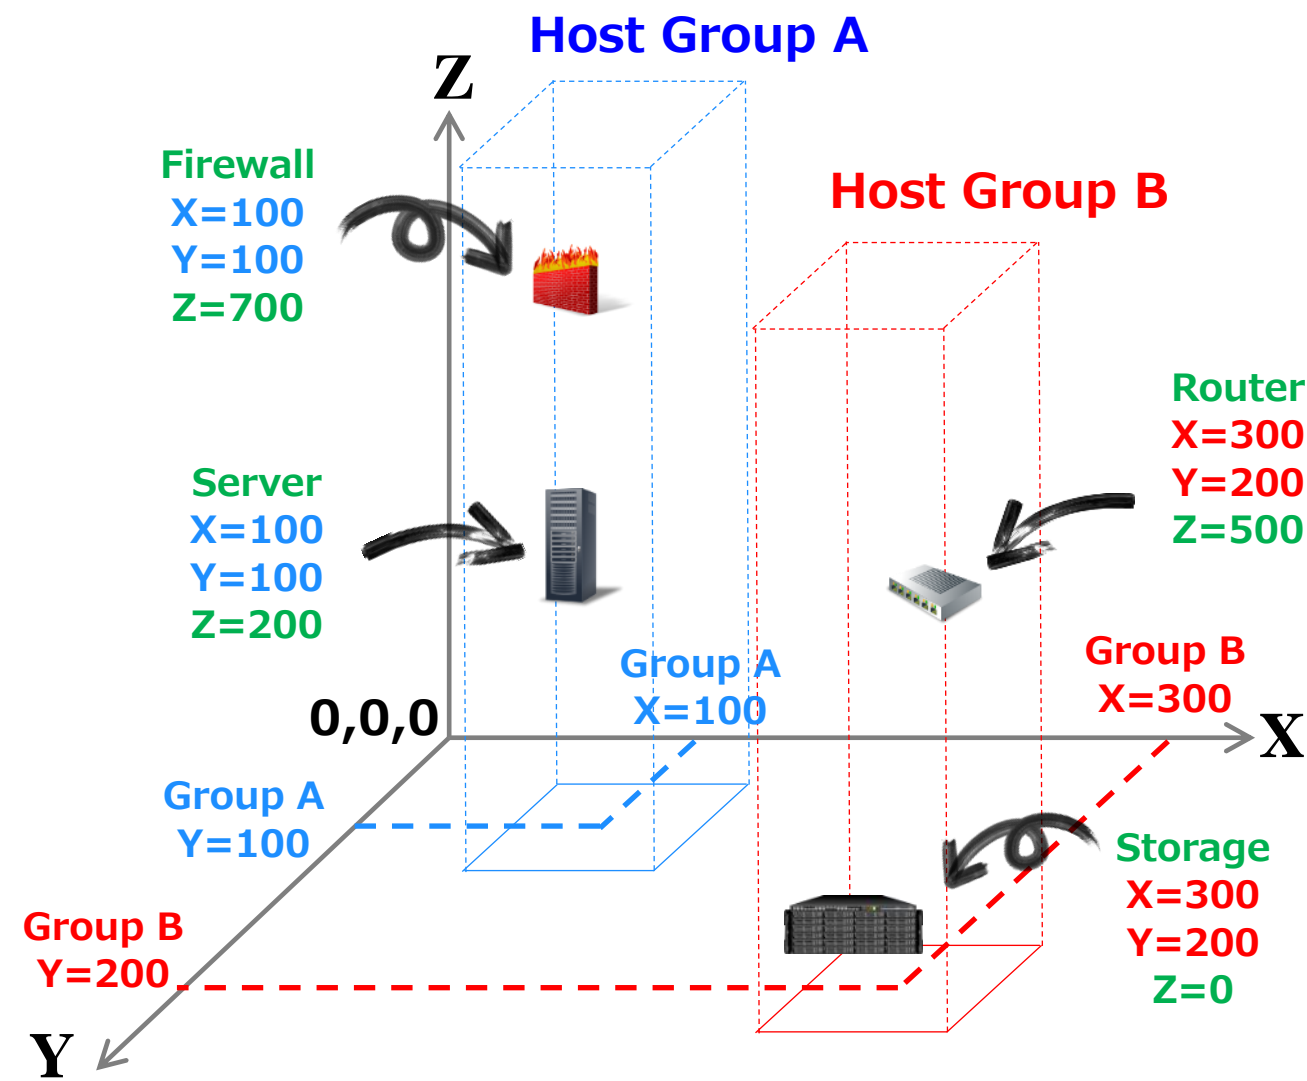 Host Group A
Z
Firewall
X=100
Y=100
Z=700
Host Group B
Router
X=300
Y=200
Z=500
Server
X=100
Y=100
Z=200
Group A
X=100
Group B
X=300
0,0,0
X
Group A
Y=100
Storage
X=300
Y=200
Z=0
Group B
Y=200
Y